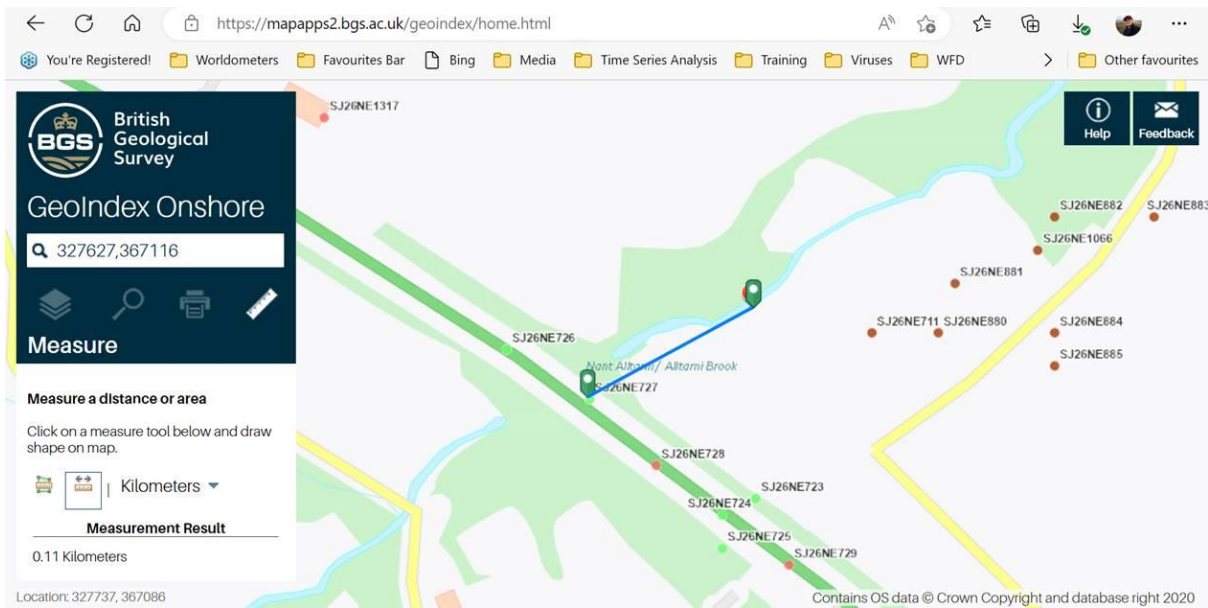 https://mapapps2.bgs.ac.uk/geoindex/home.html
You're Registered! Worldometers Favourites Bar Bing Media Time Series Analysis Training Viruses WFD Other favourites
BGS
British
Geological
Survey
GeoIndex Onshore
327627,367116
Measure
Measure a distance or area
Click on a measure tool below and draw
shape on map.
Kilometers
Measurement Result
0.11 Kilometers
Location: 327737, 367086
SJ26NE1317
Help
Feedback
SJ26NE882
SJ26NE883
SJ26NE1066
SJ26NE881
SJ26NE711
SJ26NE880
SJ26NE884
SJ26NE885
SJ26NE726
Nant Alltami/ Alltami Brook
SJ26NE727
SJ26NE728
SJ26NE723
SJ26NE724
SJ26NE725
SJ26NE729
Contains OS data © Crown Copyright and database right 2020